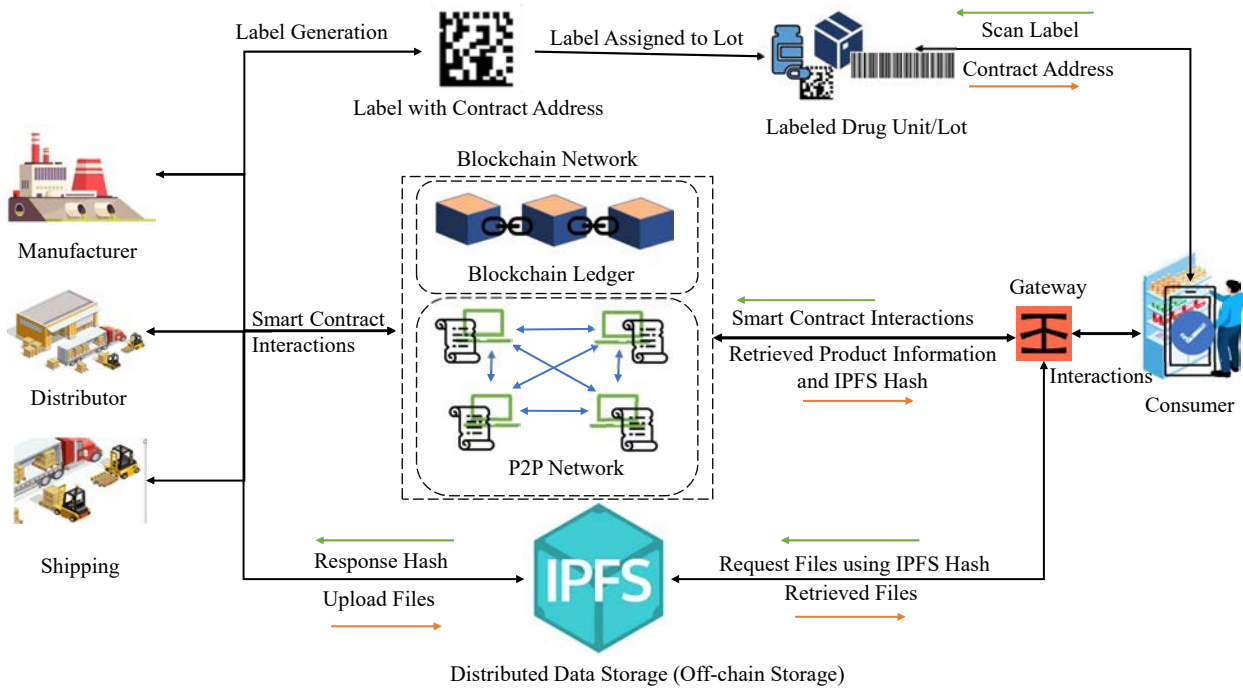 Label Generation
Label Assigned to Lot
Scan Label
Contract Address
Label with Contract Address
Labeled Drug Unit/Lot
Blockchain Network
Manufacturer
Blockchain Ledger
Gateway
Smart Contract
Interactions
Smart Contract Interactions
Retrieved Product Information
and IPFS Hash
Interactions
Distributor
Consumer
P2P Network
Shipping
Response Hash
Upload Files
IPFS
Request Files using IPFS Hash
Retrieved Files
Distributed Data Storage (Off-chain Storage)